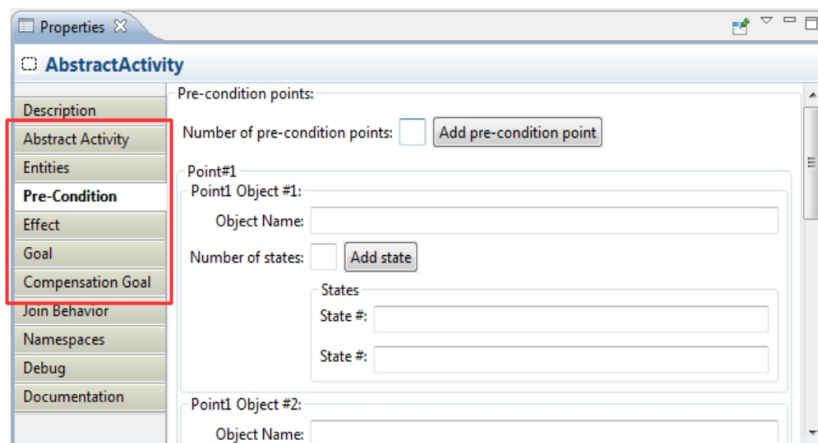 Properties
AbstractActivity
Description
Abstract Activity
Entities
Pre-Condition
Effect
Goal
Compensation Goal
Join Behavior
Namespaces
Debug
Documentation
Pre-condition points:
Number of pre-condition points: Add pre-condition point
Point#1
Point1 Object #1:
Object Name:
Number of states: Add state
States
State #:
State #:
Point1 Object #2:
Object Name: